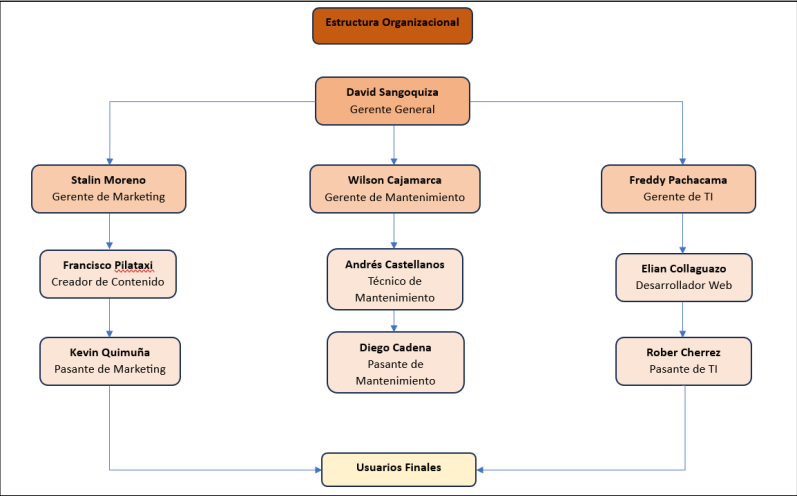 Estructura Organizacional
David Sangoquiza
Gerente General
Stalin Moreno
Gerente de Marketing
Wilson Cajamarca
Gerente de Mantenimiento
Freddy Pachacama
Gerente de TI
Francisco Pilataxi
Creador de Contenido
Andrés Castellanos
Técnico de
Mantenimiento
Elian Collaguazo
Desarrollador Web
Kevin Quimuña
Pasante de Marketing
Diego Cadena
Pasante de
Mantenimiento
Rober Cherrez
Pasante de TI
Usuarios Finales